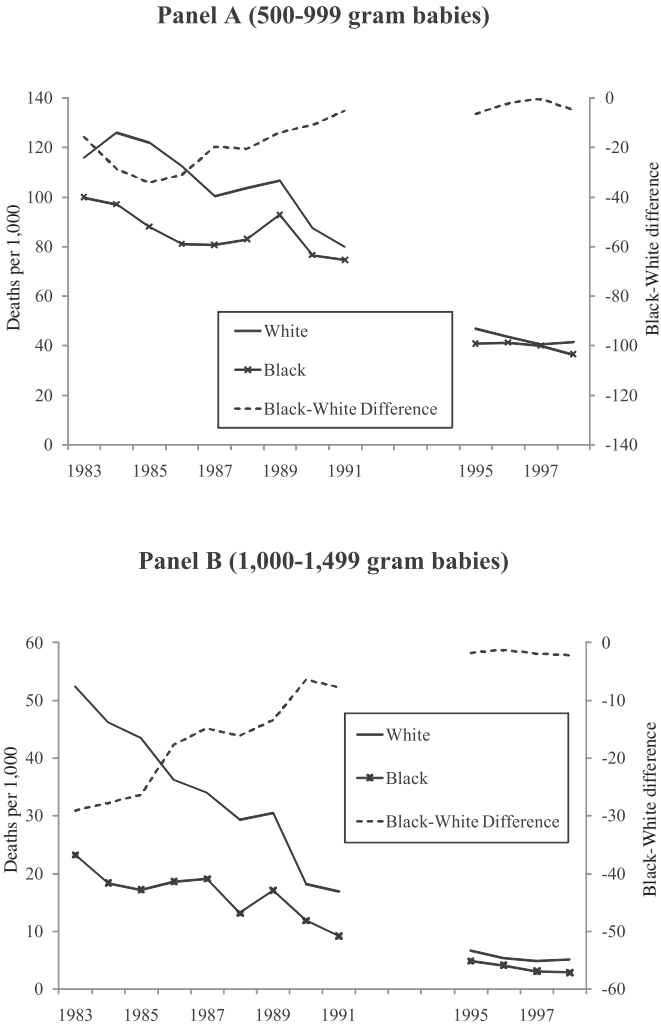 Panel A (500-999 gram babies)
140
120
100
80
60
40
20
0
Deaths per 1,000
0
-20
-40
-60
-80
-100
-120
-140
Black-White difference
White
Black
Black-White Difference
1983 1985 1987 1989 1991 1995 1997
Panel B (1,000-1,499 gram babies)
60
50
40
30
20
10
0
Deaths per 1,000
0
-10
-20
-30
-40
-50
-60
Black-White difference
White
Black
Black-White Difference
1983 1985 1987 1989 1991 1995 1997